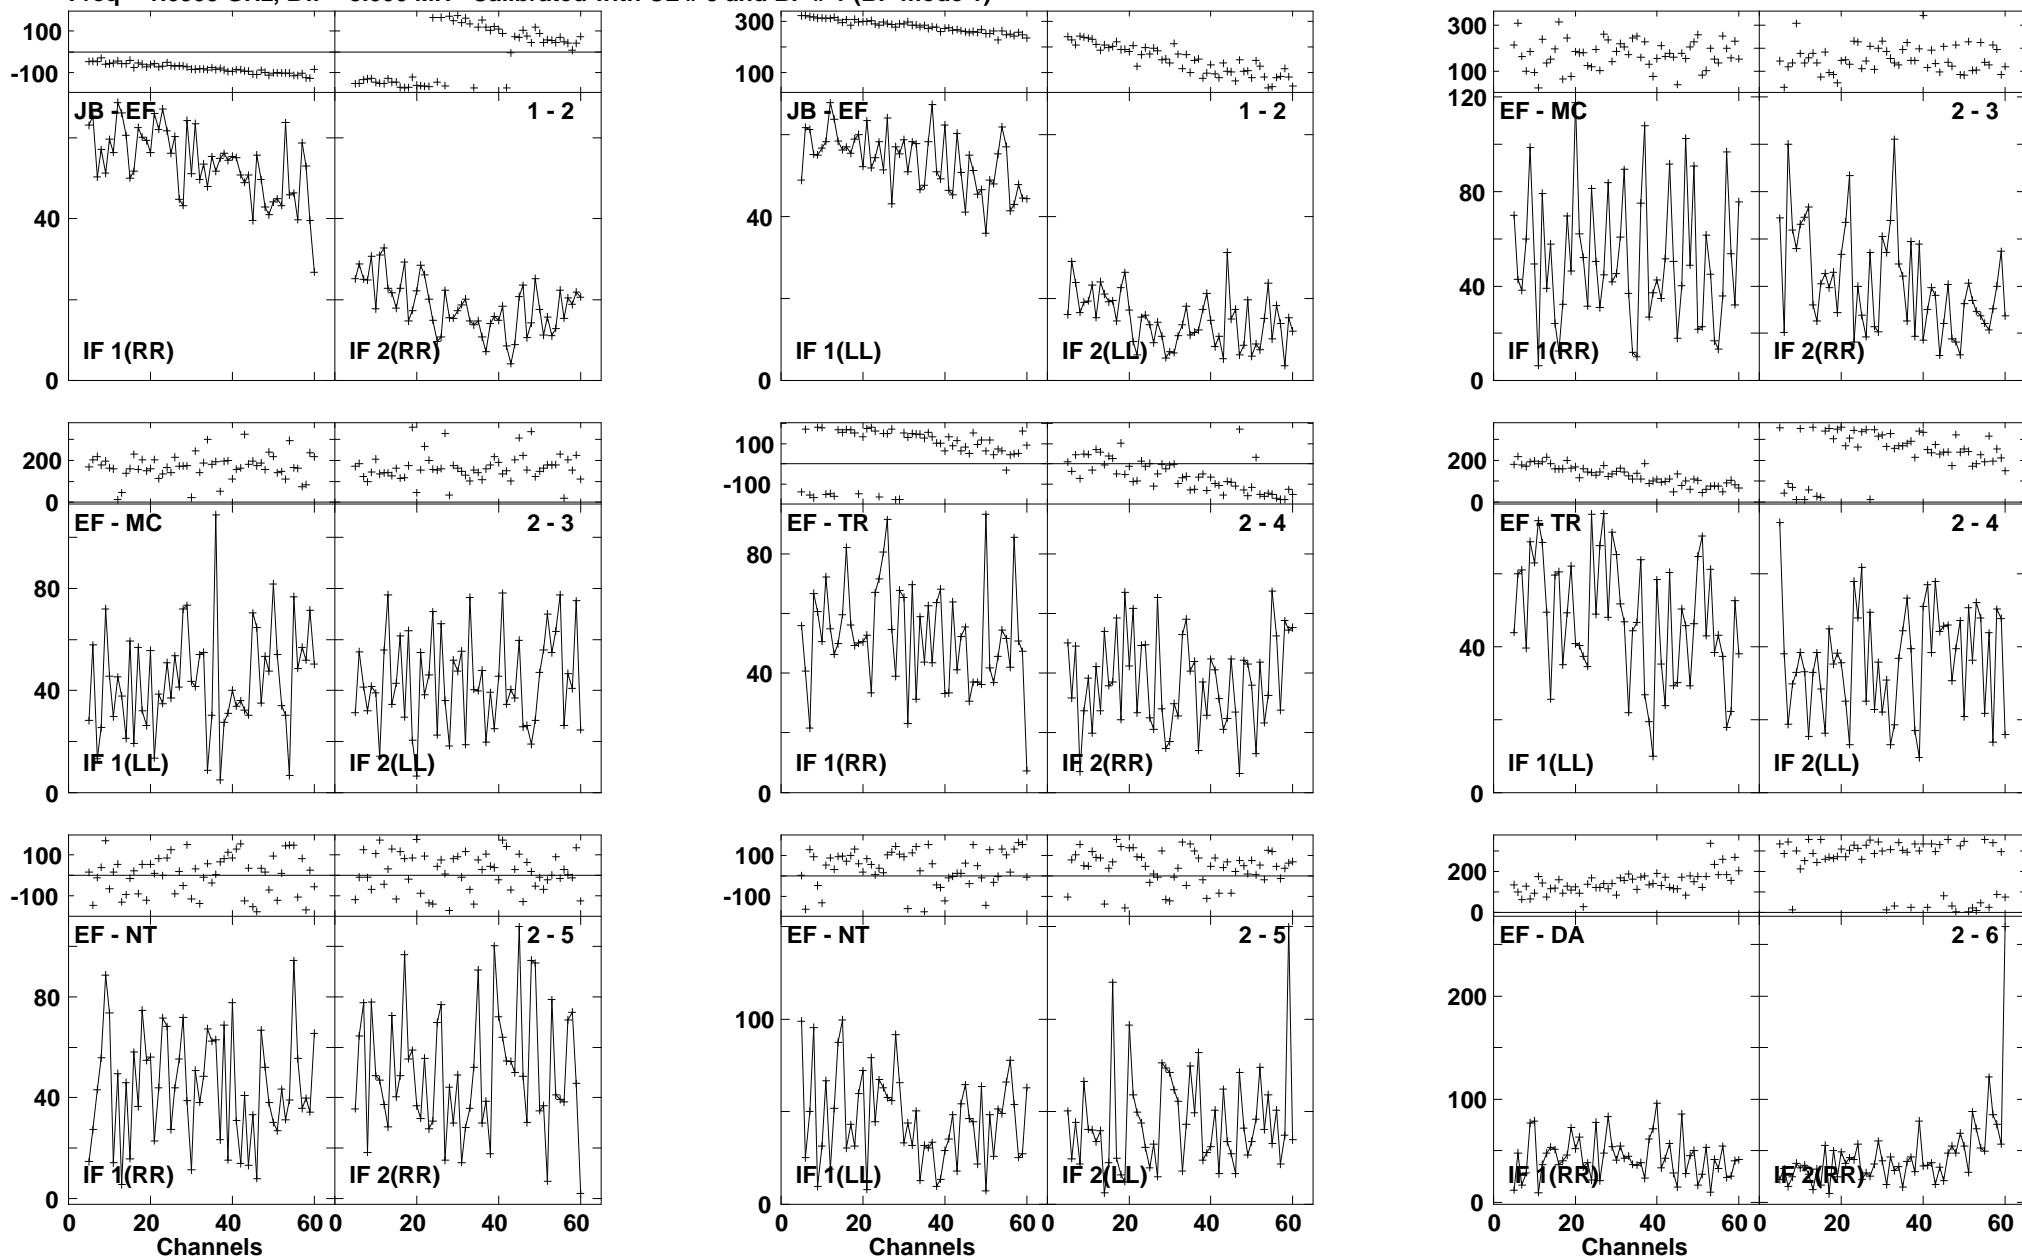 100
-100
JB - EF
1 - 2
40
0
IF 1(RR)
IF 2(RR)
300
100
JB - EF
1 - 2
40
0
IF 1(LL)
IF 2(LL)
300
100
120
EF - MC
2 - 3
80
40
0
IF 1(RR)
IF 2(RR)
200
0
EF - MC
2 - 3
80
40
0
IF 1(LL)
IF 2(LL)
100
-100
EF - TR
2 - 4
80
40
0
IF 1(RR)
IF 2(RR)
200
0
EF - TR
2 - 4
40
0
IF 1(LL)
IF 2(LL)
100
-100
EF - NT
2 - 5
80
40
0
IF 1(RR)
IF 2(RR)
0 20 40 60 0 20 40 60
Channels
100
-100
EF - NT
2 - 5
100
0
IF 1(LL)
IF 2(LL)
0 20 40 60 0 20 40 60
Channels
200
0
EF - DA
2 - 6
200
100
0
IF 1(RR)
IF 2(RR)
0 20 40 60 0 20 40 60
Channels